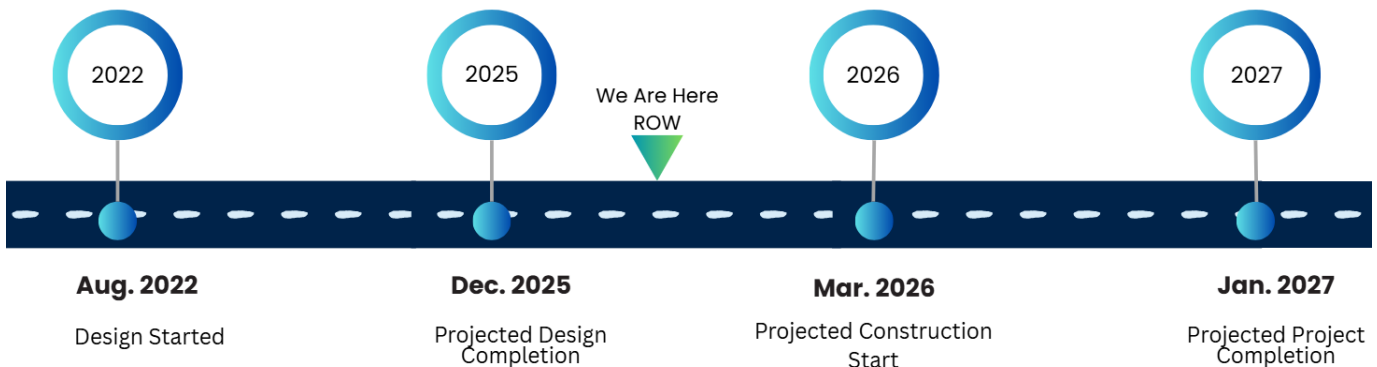 2022
2025
We Are Here
ROW
2026
2027
Aug. 2022
Design Started
Dec. 2025
Projected Design
Completion
Mar. 2026
Projected Construction
Start
Jan. 2027
Projected Project
Completion